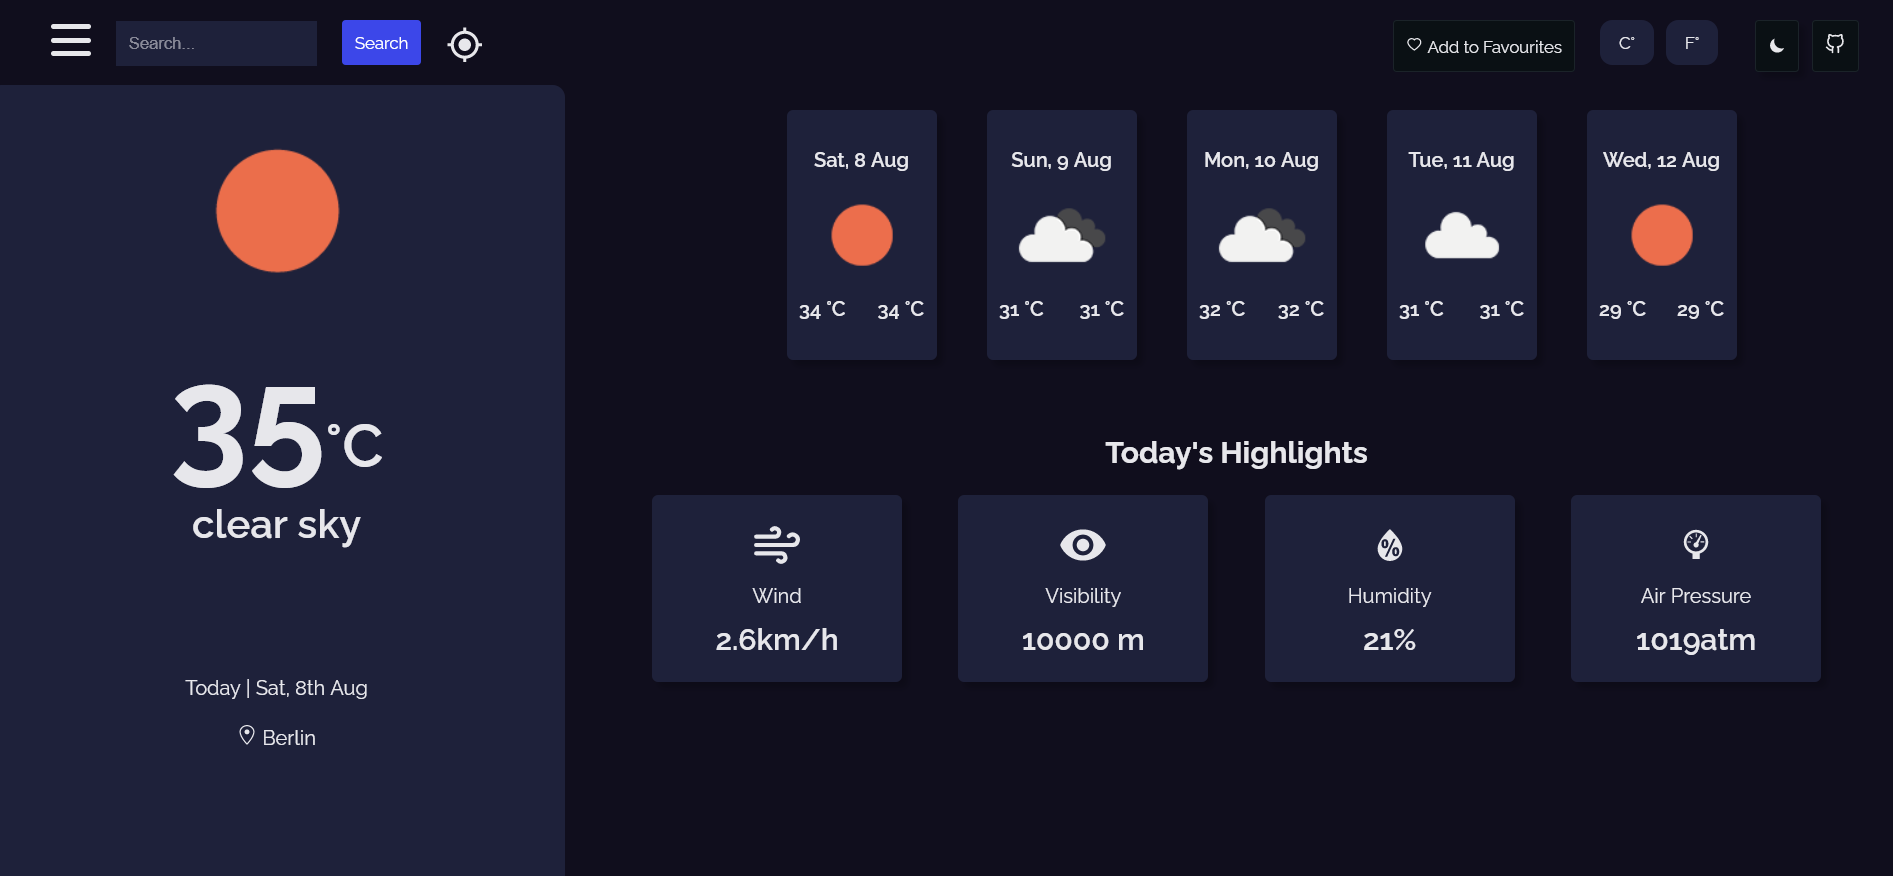 Search...
Search
Add to Favourites
C°
F°
35°C
clear sky
Today | Sat, 8th Aug
Berlin
Sat, 8 Aug
34 °C 34 °C
Sun, 9 Aug
31 °C 31 °C
Mon, 10 Aug
32 °C 32 °C
Tue, 11 Aug
31 °C 31 °C
Wed, 12 Aug
29 °C 29 °C
Today's Highlights
Wind
2.6km/h
Visibility
10000 m
%
Humidity
21%
Air Pressure
1019atm